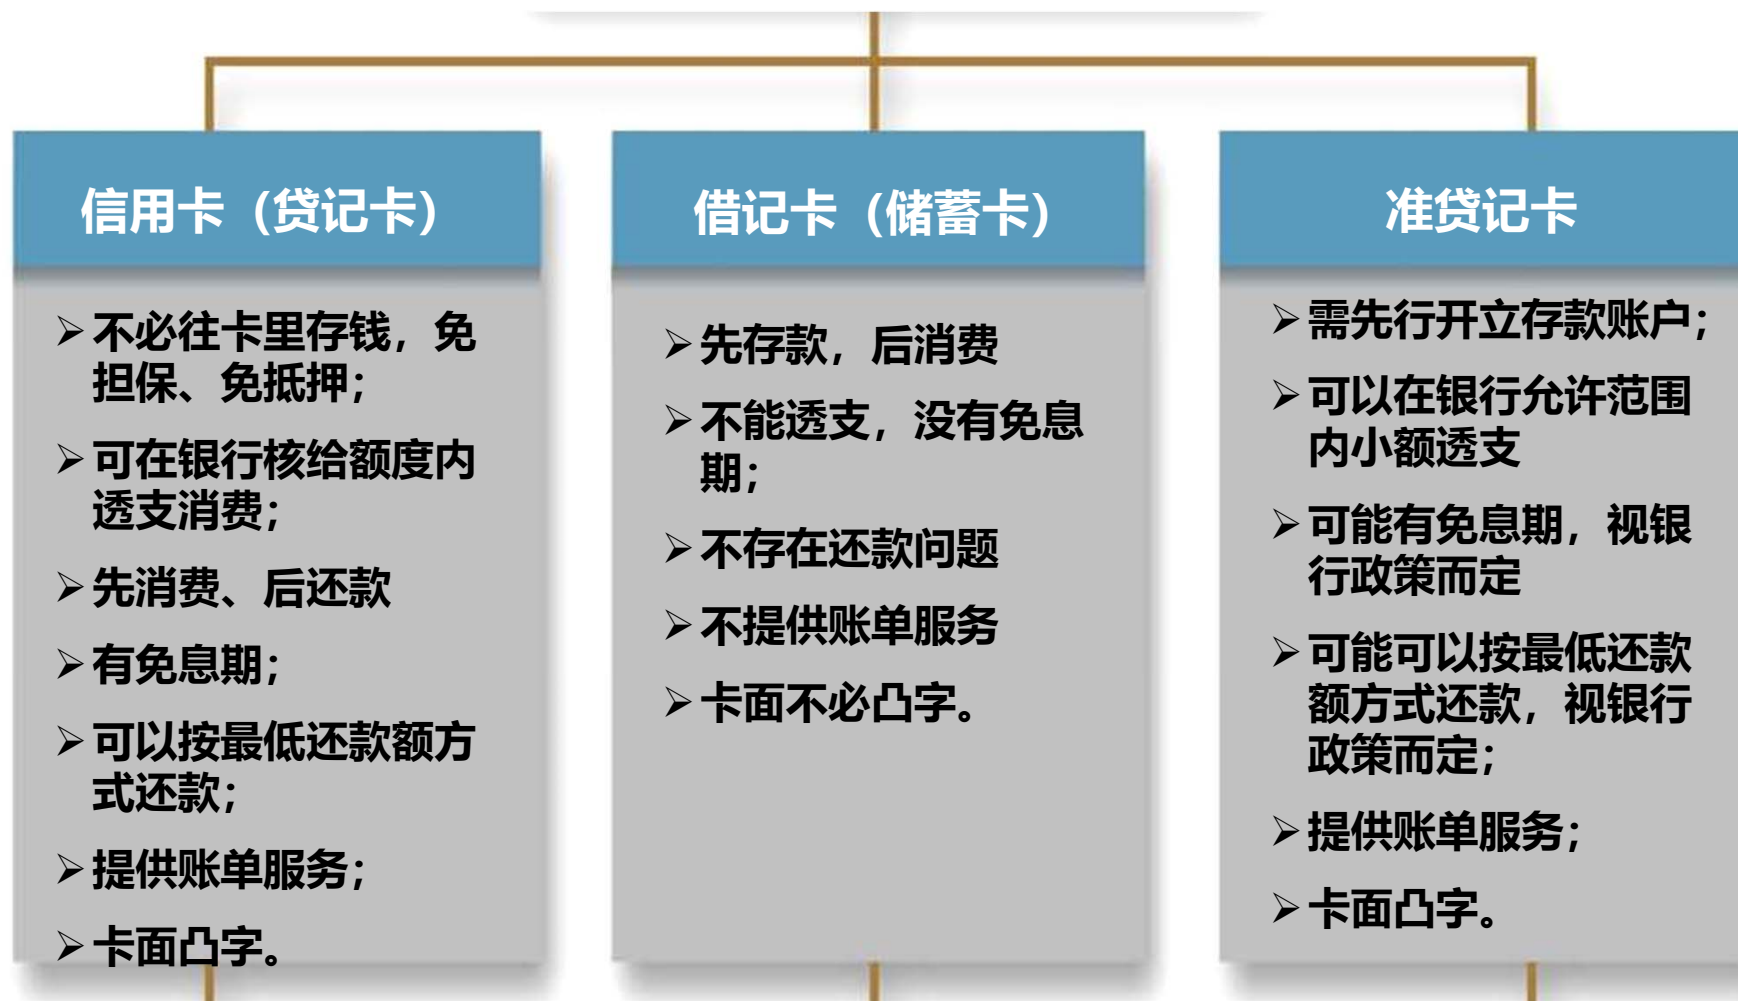 信用卡（贷记卡）
➢不必往卡里存钱，免
担保、免抵押；
➢可在银行核给额度内
透支消费；
➢先消费、后还款
➢有免息期；
➢可以按最低还款额方
式还款；
➢提供账单服务；
➢卡面凸字。
借记卡（储蓄卡）
➢先存款，后消费
➢不能透支，没有免息
期；
➢不存在还款问题
➢不提供账单服务
➢卡面不必凸字。
准贷记卡
➢需先行开立存款账户；
➢可以在银行允许范围
内小额透支
➢可能有免息期，视银
行政策而定
➢可能可以按最低还款
额方式还款，视银行
政策而定；
➢提供账单服务；
➢卡面凸字。